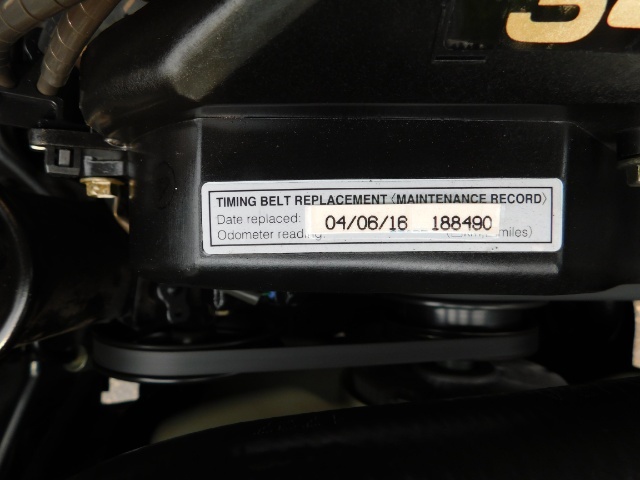 TIMING BELT REPLACEMENT (MAINTENANCE RECORD)
Date replaced: 04/06/16 188490
Odometer reading miles)